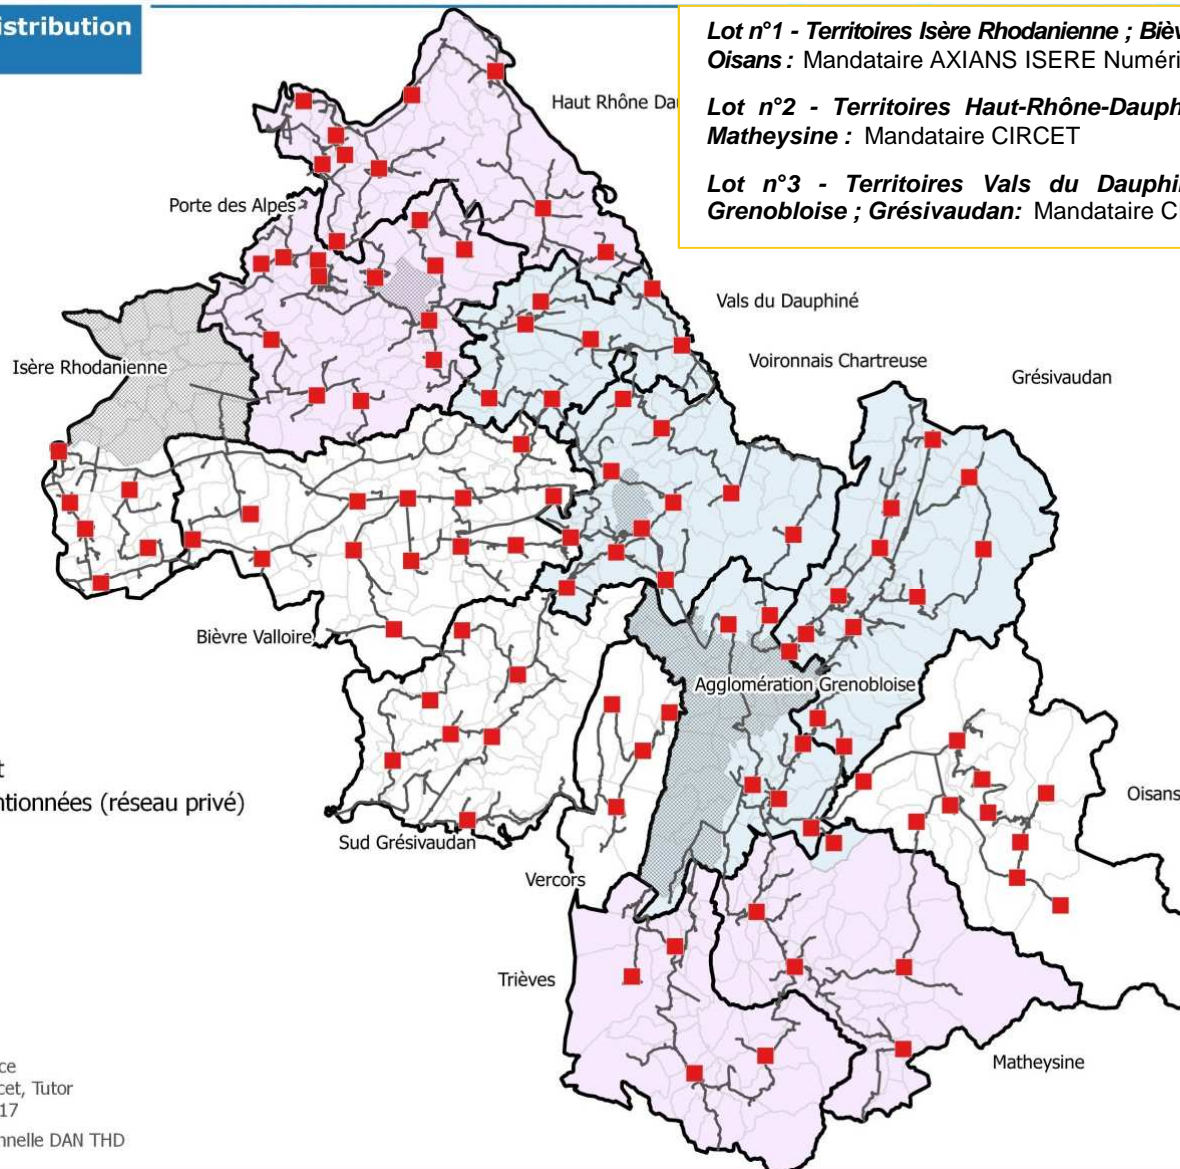 istribution
Lot n°1 - Territoires Isère Rhodanienne ; Bièv
Oisans : Mandataire AXIANS ISERE Numéri
Lot n°2 - Territoires Haut-Rhône-Dauph
Matheysine : Mandataire CIRCET
Lot n°3 - Territoires Vals du Dauphi
Grenobloise ; Grésivaudan: Mandataire C
Haut Rhône Dau
Porte des Alpes
Vals du Dauphiné
Isère Rhodanienne
Voironnais Chartreuse
Grésivaudan
Bièvre Valloire
Agglomération Grenobloise
t
ntionnées (réseau privé)
Oisans
Sud Grésivaudan
Vercors
Trièves
Matheysine
ce
cet, Tutor
17
nnelle DAN THD